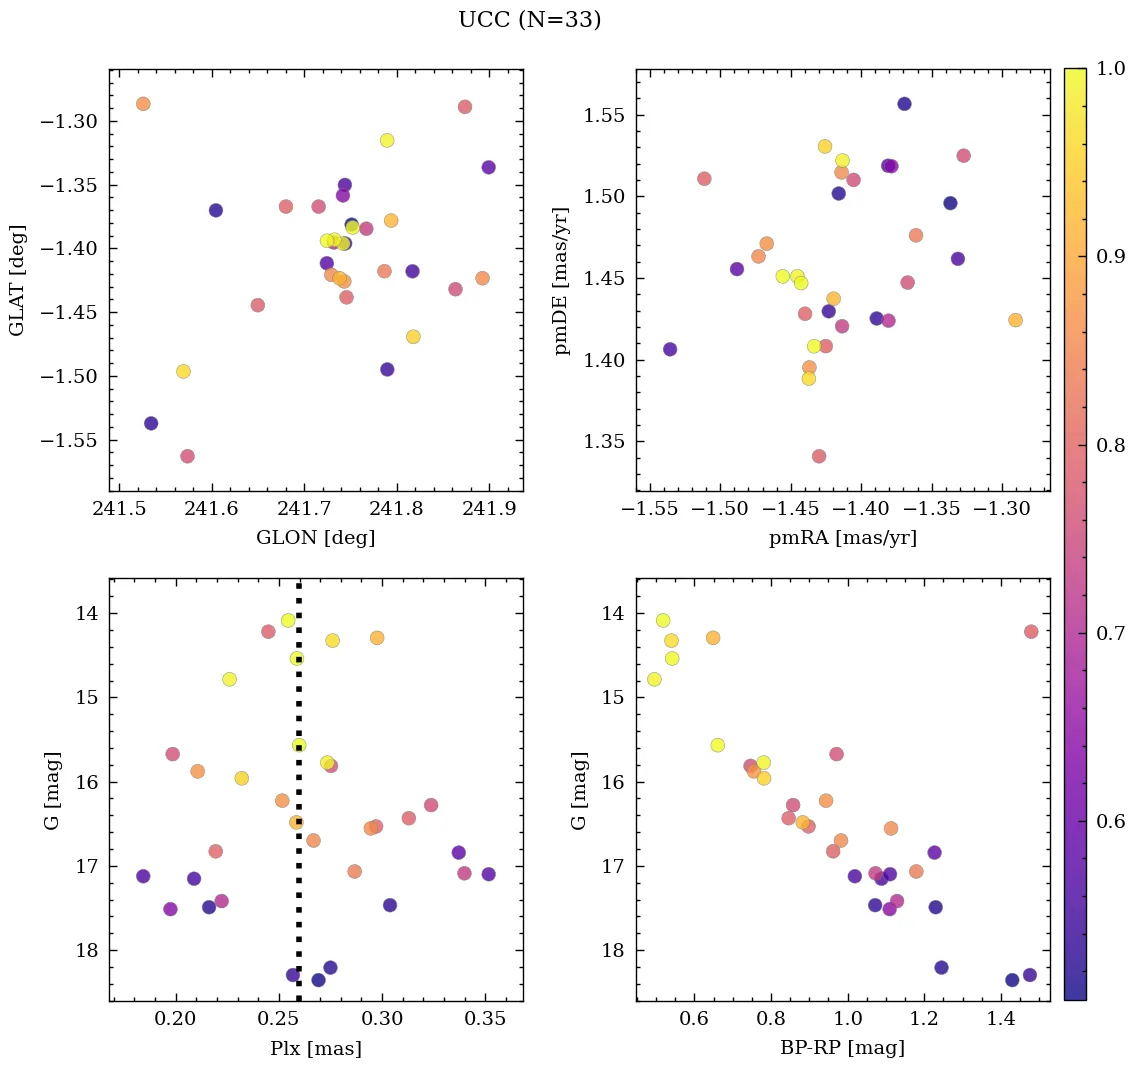 UCC (N=33)
−1.30
−1.35
−1.40
−1.45
−1.50
−1.55
GLAT [deg]
241.5 241.6 241.7 241.8 241.9
GLON [deg]
1.55
1.50
1.45
1.40
1.35
pmDE [mas/yr]
−1.55 −1.50 −1.45 −1.40 −1.35 −1.30
pmRA [mas/yr]
1.0
0.9
0.8
0.7
0.6
14
15
16
17
18
G [mag]
0.20 0.25 0.30 0.35
Plx [mas]
14
15
16
17
18
G [mag]
0.6 0.8 1.0 1.2 1.4
BP-RP [mag]